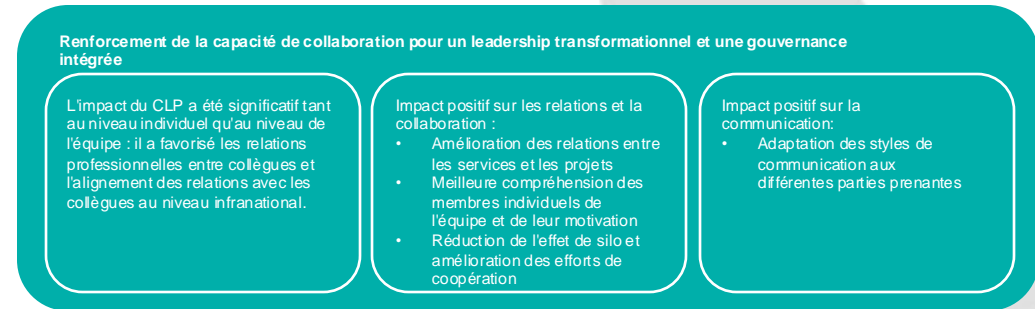 Renforcement de la capacité de collaboration pour un leadership transformationnel et une gouvernance
intégrée
L'impact du CLP a été significatif tant
au niveau individuel qu'au niveau de
l'équipe : il a favorisé les relations
professionnelles entre collègues et
l'alignement des relations avec les
collègues au niveau infranational.
Impact positif sur les relations et la
collaboration :
• Amélioration des relations entre
les services et les projets
• Meilleure compréhension des
membres individuels de
l'équipe et de leur motivation
• Réduction de l'effet de silo et
amélioration des efforts de
coopération
Impact positif sur la
communication:
• Adaptation des styles de
communication aux
différentes parties prenantes